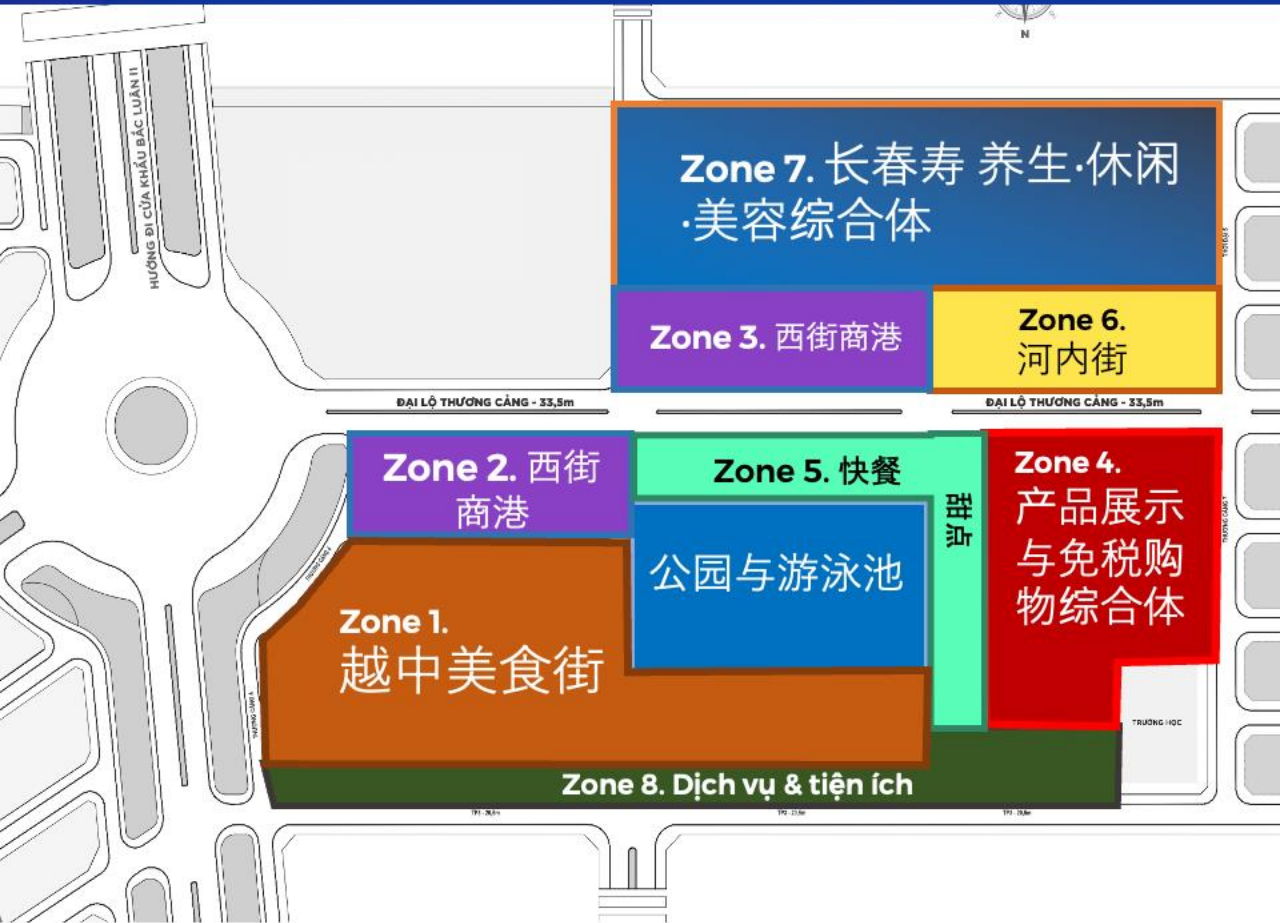 N
HƯỚNG ĐI CỬA KHẨU BẮC LUÂN II
Zone 7. 长春寿 养生·休闲
·美容综合体
Zone 3. 西街商港
Zone 6.
河内街
ĐẠI LỘ THƯƠNG CẢNG - 33,5m
ĐẠI LỘ THƯƠNG CẢNG - 33,5m
Zone 2. 西街
商港
Zone 5. 快餐
甜点
Zone 4.
产品展示
与免税购
物综合体
公园与游泳池
Zone 1.
越中美食街
TRƯỜNG HỌC
Zone 8. Dịch vụ & tiện ích